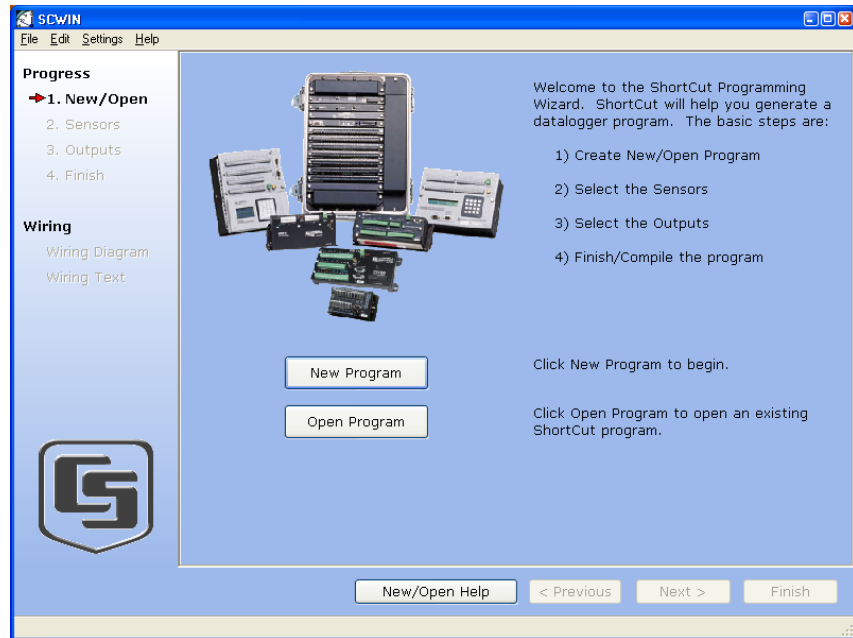 SCWIN
File Edit Settings Help
Progress
1. New/Open
2. Sensors
3. Outputs
4. Finish
Wiring
Wiring Diagram
Wiring Text
Welcome to the ShortCut Programming
Wizard. ShortCut will help you generate a
datalogger program. The basic steps are:
1) Create New/Open Program
2) Select the Sensors
3) Select the Outputs
4) Finish/Compile the program
New Program
Click New Program to begin.
Open Program
Click Open Program to open an existing
ShortCut program.
New/Open Help
< Previous
Next >
Finish